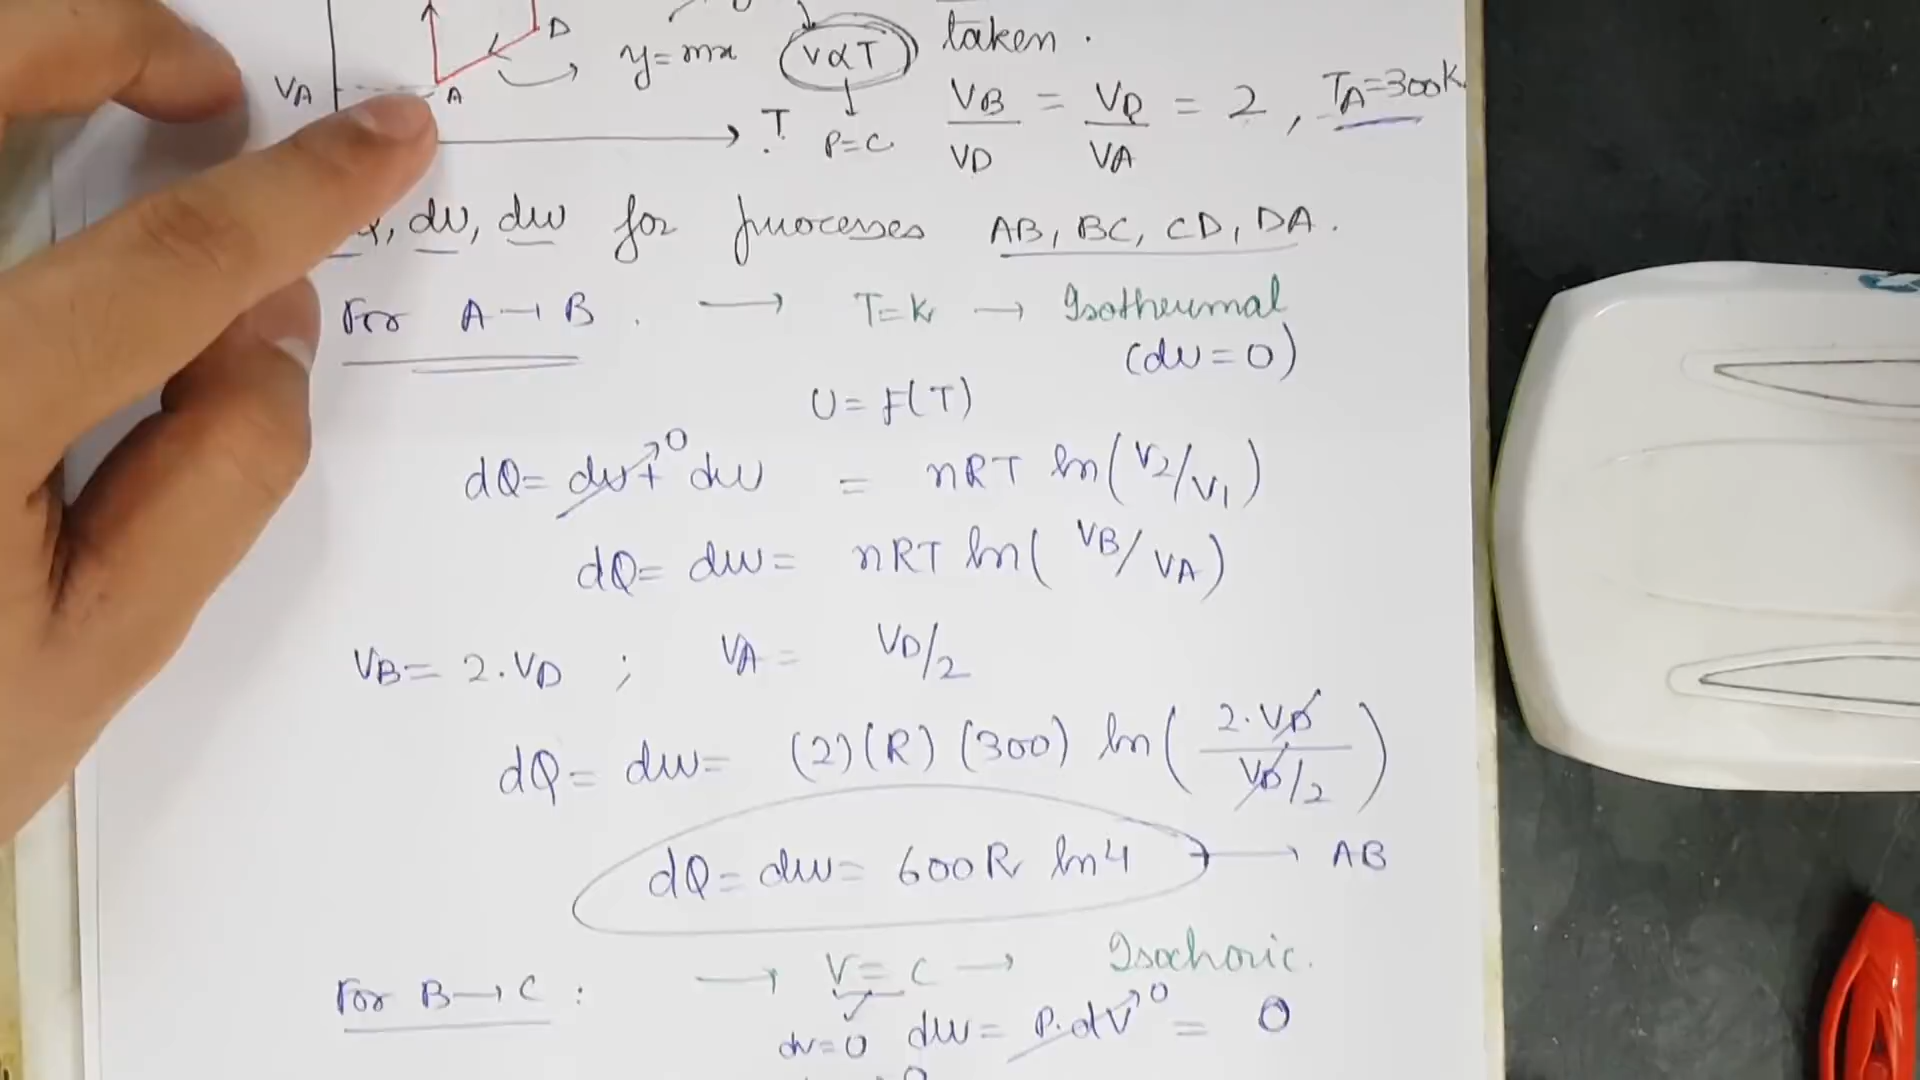 D
y=mx
V∝T
taken.
VA
A
T
P=C
VB/VD = VD/VA = 2, TA=300K
, dU, dW for processes AB, BC, CD, DA.
For A→B. → T=K → Isothermal
(dU=0)
U= f(T)
dQ= dU→0 + dW = nRT ln(V2/V1)
dQ= dW= nRT ln(VB/VA)
VB= 2.VD ; VA= VD/2
dQ= dW= (2)(R)(300) ln(2.VD / VD/2)
dQ= dW= 600R ln4 → AB
For B→C : → V=C → Isochoric.
dV=0 dW= P.dV→0 = 0